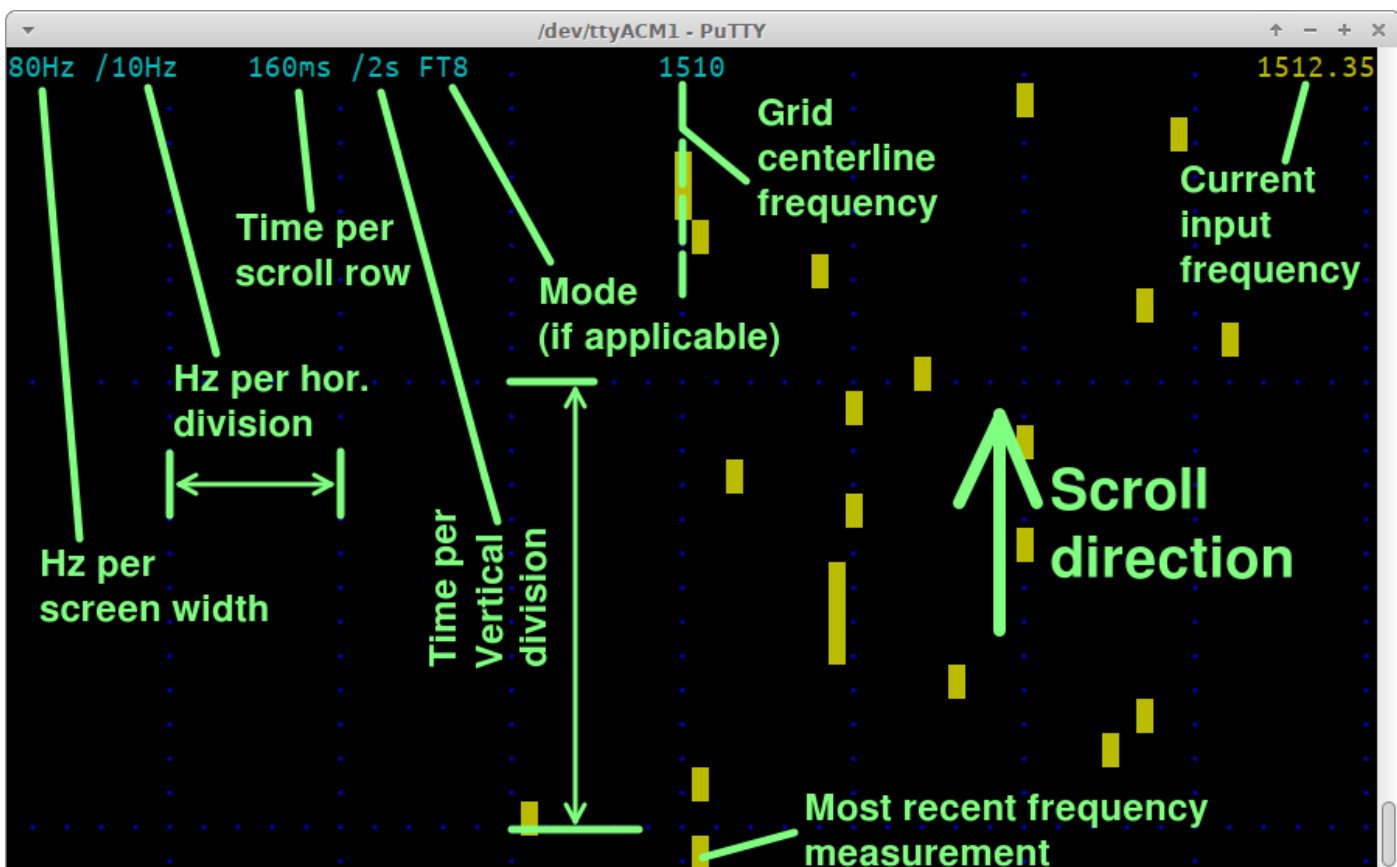 /dev/ttyACM1 - PuTTY
80Hz /10Hz 160ms /2s FT8 1510 1512.35
Grid
centerline
frequency
Current
input
frequency
Time per
scroll row
Mode
(if applicable)
Hz per hor.
division
Scroll
direction
Time per
Vertical
division
Hz per
screen width
Most recent frequency
measurement